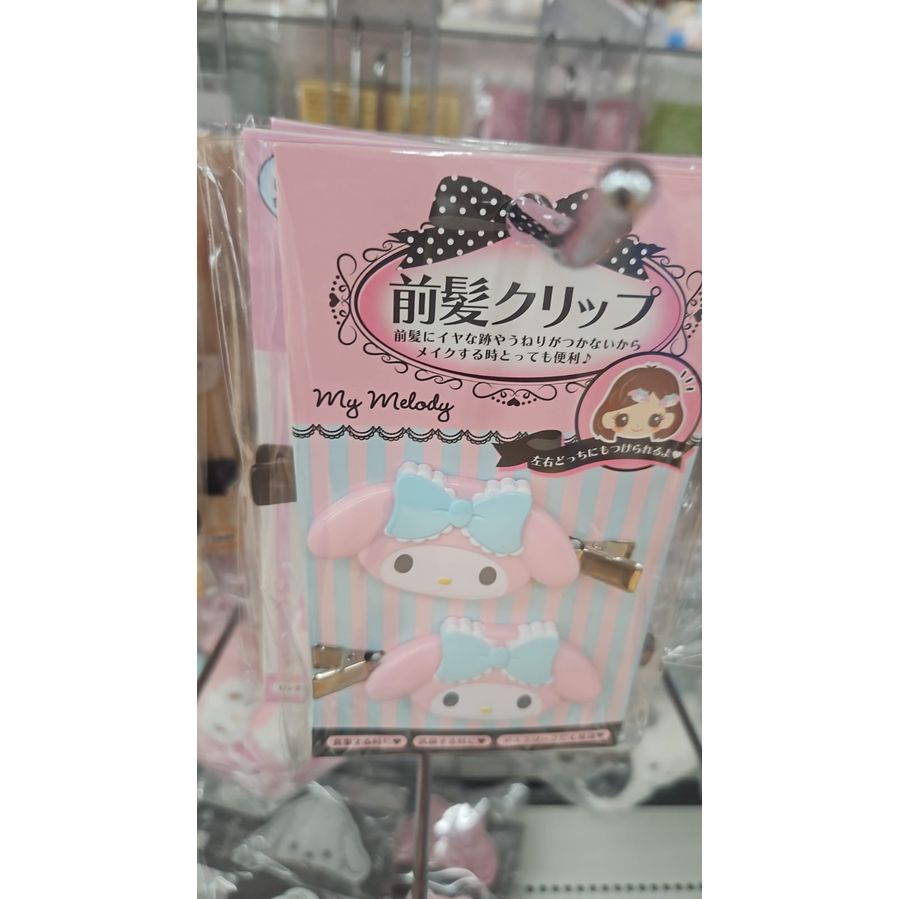 前髪クリップ
前髪にイヤな跡やうねりがつかないから
メイクする時とっても便利♪
My Melody
左右どっちにもつけられるよ♥